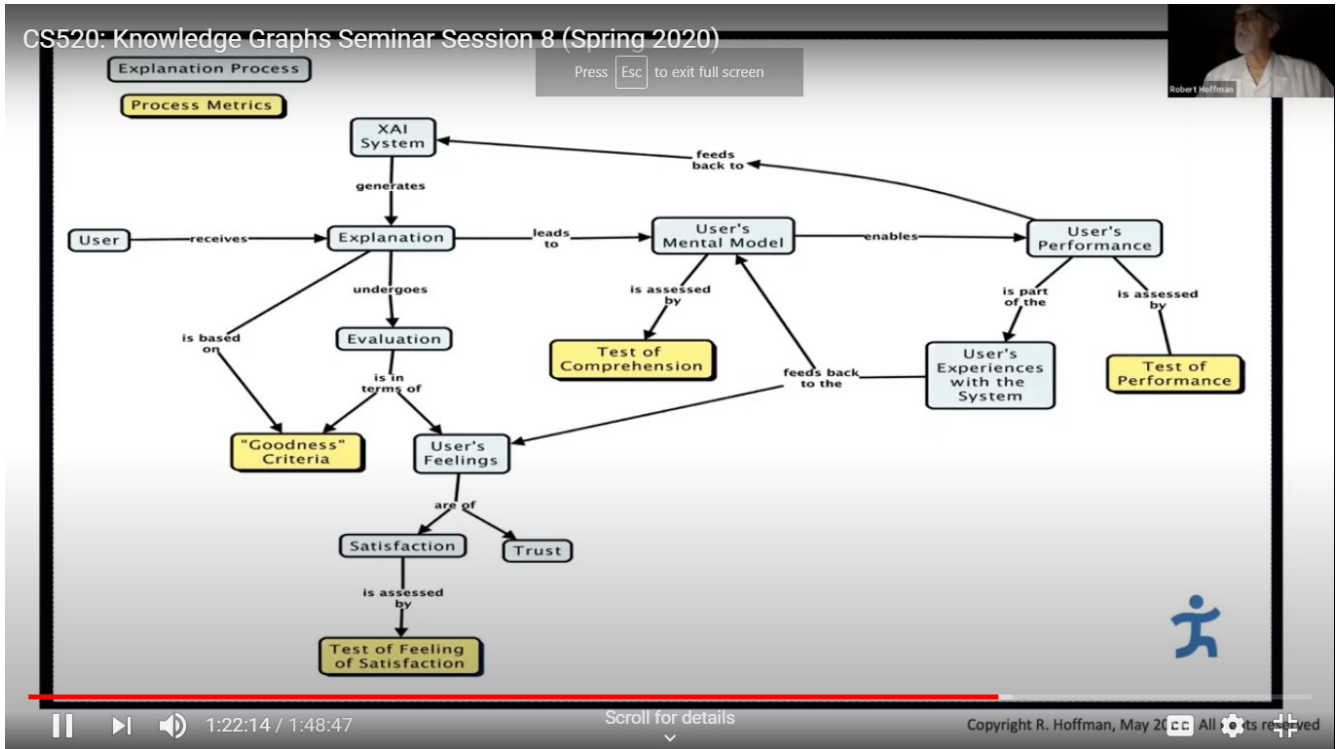 CS520: Knowledge Graphs Seminar Session 8 (Spring 2020)
Explanation Process
Press Esc to exit full screen
Robert Hoffman
Process Metrics
XAI
System
feeds
back to
generates
User
receives
Explanation
leads
to
User's
Mental Model
enables
User's
Performance
undergoes
is assessed
by
is part
of the
is assessed
by
is based
on
Evaluation
Test of
Comprehension
feeds back
to the
User's
Experiences
with the
System
Test of
Performance
is in
terms of
"Goodness"
Criteria
User's
Feelings
are of
Satisfaction
Trust
is assessed
by
Test of Feeling
of Satisfaction
1:22:14 / 1:48:47
Scroll for details
Copyright R. Hoffman, May All reserved